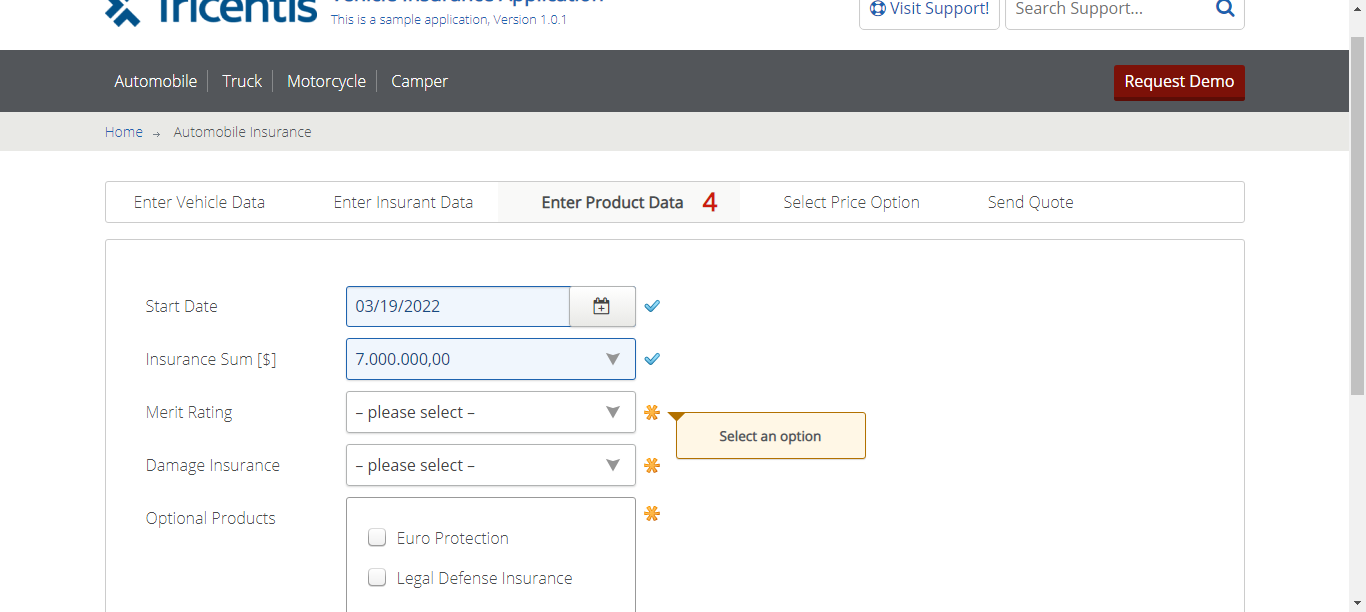 Tricentis
Vehicle Insurance Application
This is a sample application, Version 1.0.1
Visit Support!
Search Support...
Automobile
Truck
Motorcycle
Camper
Request Demo
Home → Automobile Insurance
Enter Vehicle Data
Enter Insurant Data
Enter Product Data 4
Select Price Option
Send Quote
Start Date
03/19/2022
Insurance Sum [$]
7.000.000,00
Merit Rating
– please select –
Select an option
Damage Insurance
– please select –
Optional Products
Euro Protection
Legal Defense Insurance